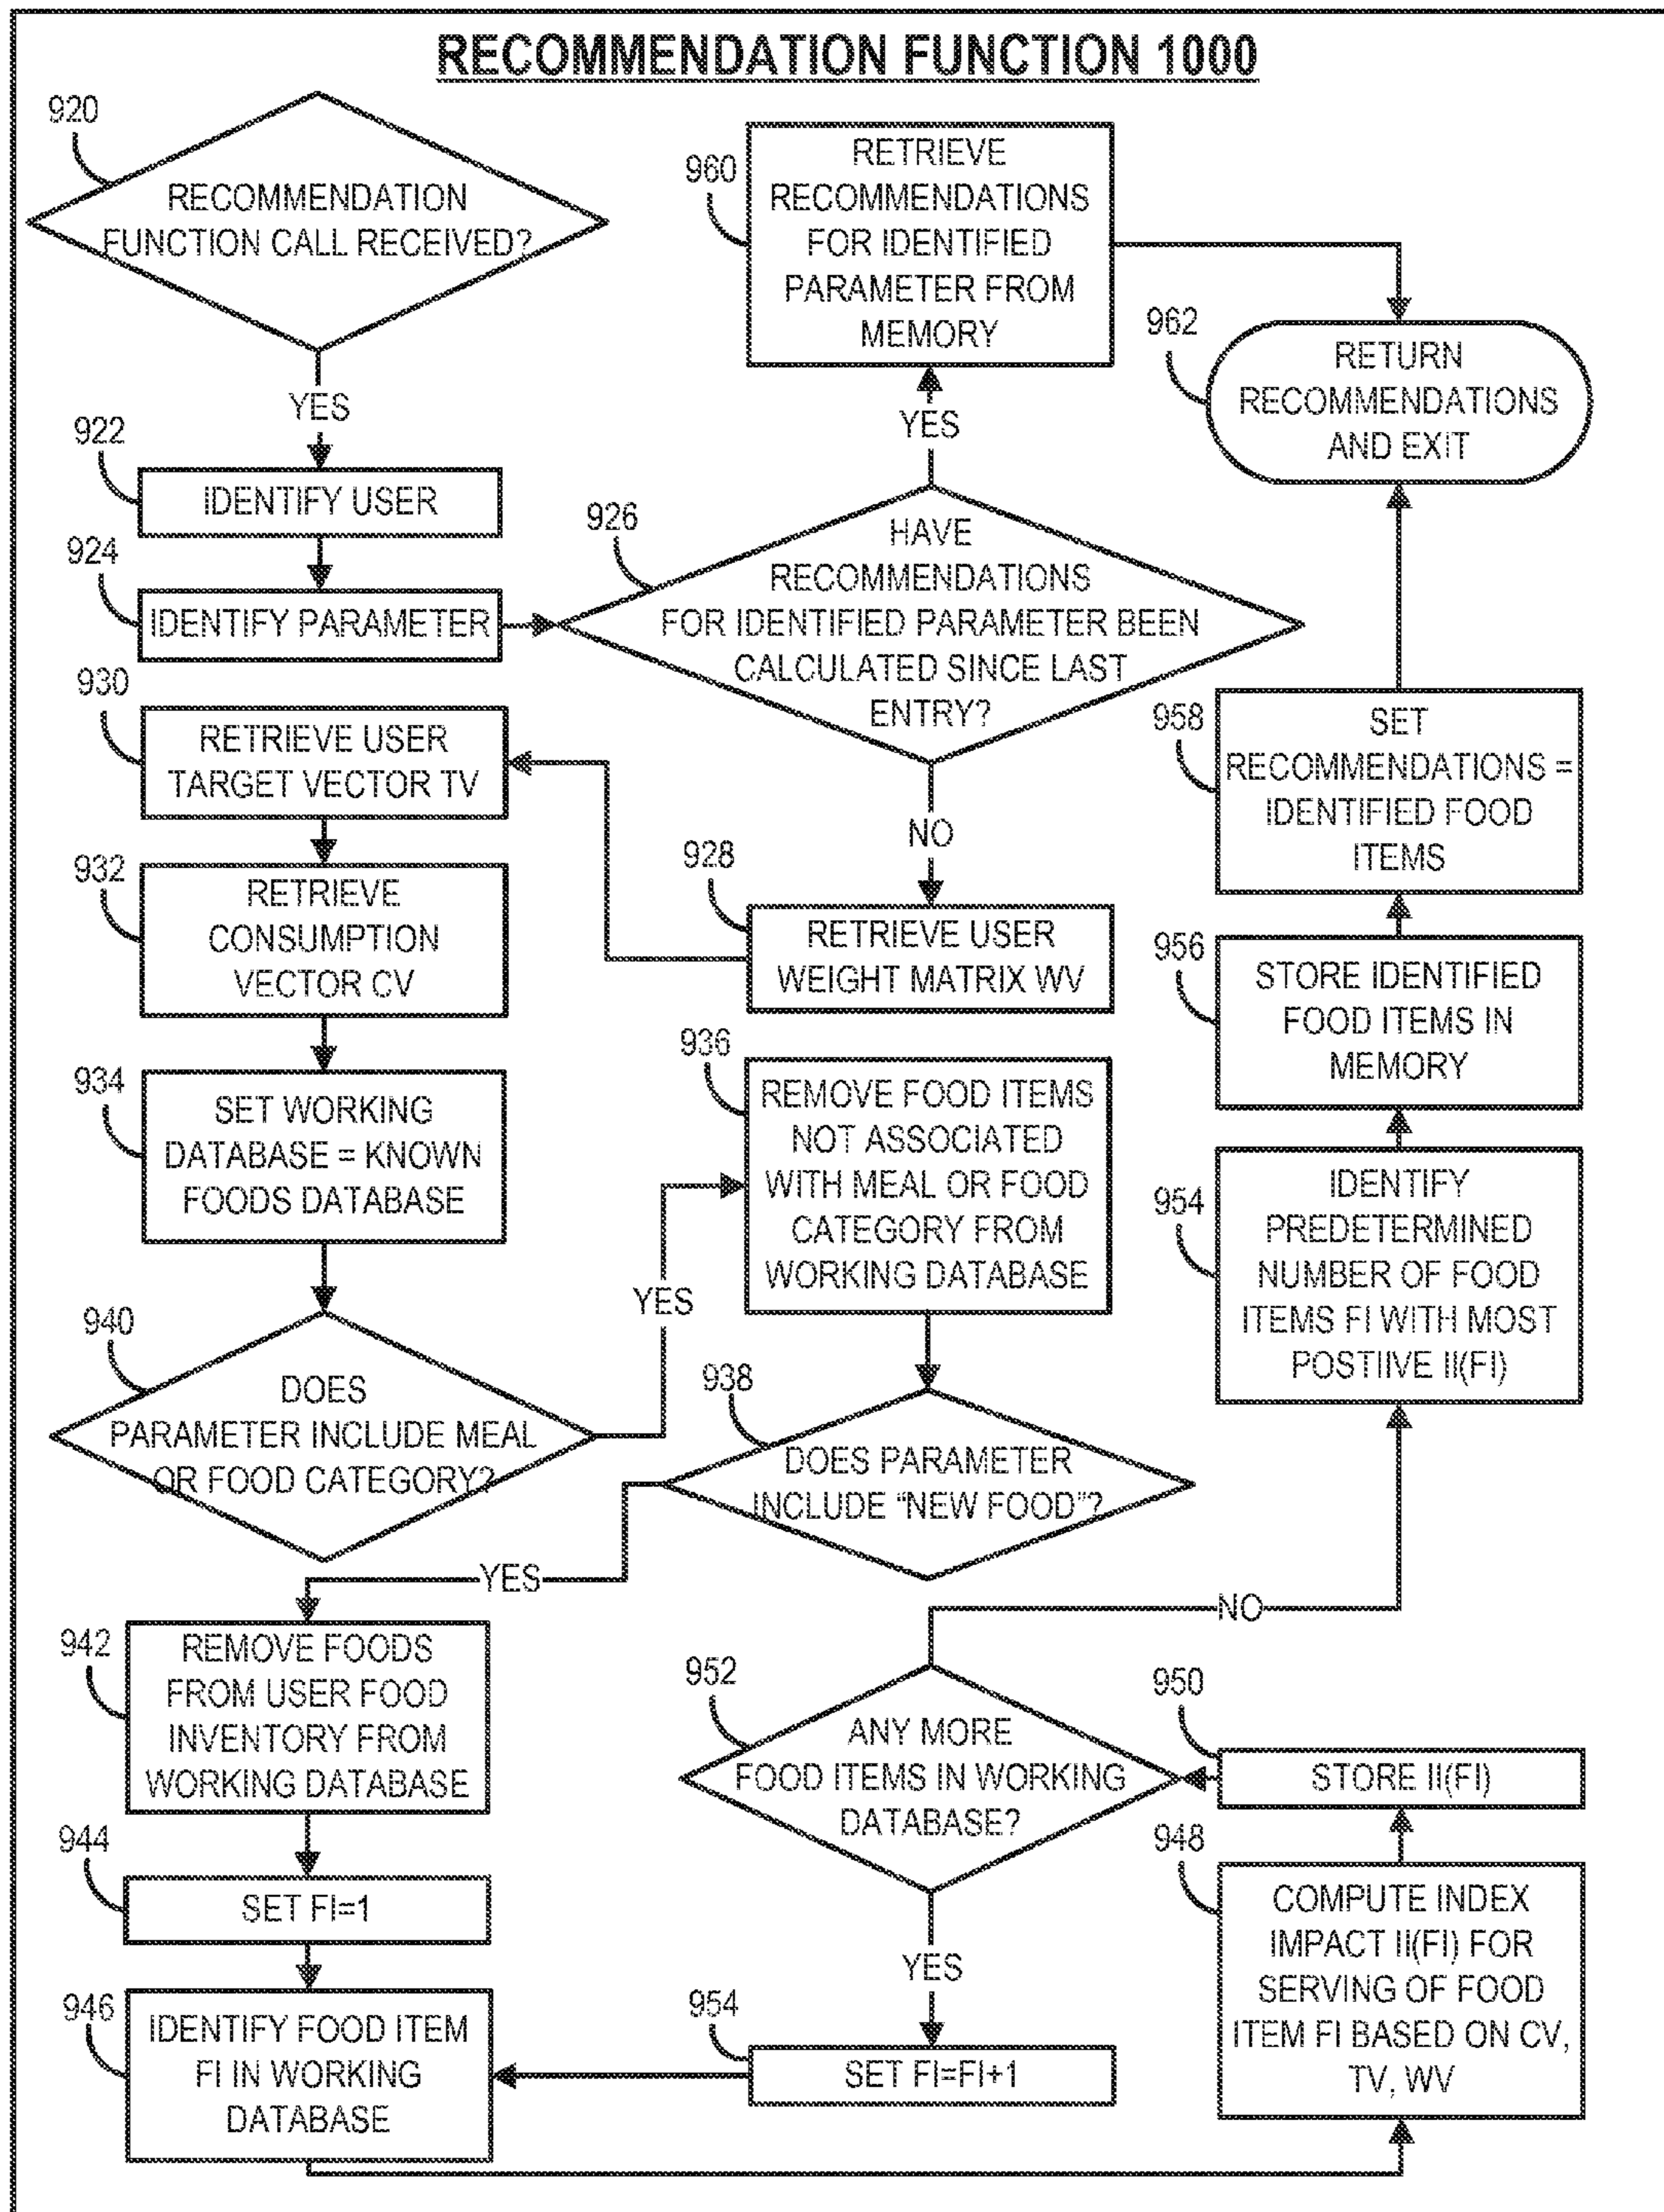 RECOMMENDATION FUNCTION 1000
920
RECOMMENDATION
FUNCTION CALL RECEIVED?
YES
922
IDENTIFY USER
924
IDENTIFY PARAMETER
926
HAVE
RECOMMENDATIONS
FOR IDENTIFIED PARAMETER BEEN
CALCULATED SINCE LAST
ENTRY?
YES
960
RETRIEVE
RECOMMENDATIONS
FOR IDENTIFIED
PARAMETER FROM
MEMORY
962
RETURN
RECOMMENDATIONS
AND EXIT
NO
928
RETRIEVE USER
WEIGHT MATRIX WV
930
RETRIEVE USER
TARGET VECTOR TV
932
RETRIEVE
CONSUMPTION
VECTOR CV
934
SET WORKING
DATABASE = KNOWN
FOODS DATABASE
940
DOES
PARAMETER INCLUDE MEAL
OR FOOD CATEGORY?
YES
936
REMOVE FOOD ITEMS
NOT ASSOCIATED
WITH MEAL OR FOOD
CATEGORY FROM
WORKING DATABASE
938
DOES PARAMETER
INCLUDE "NEW FOOD"?
YES
942
REMOVE FOODS
FROM USER FOOD
INVENTORY FROM
WORKING DATABASE
944
SET FI=1
946
IDENTIFY FOOD ITEM
FI IN WORKING
DATABASE
948
COMPUTE INDEX
IMPACT II(FI) FOR
SERVING OF FOOD
ITEM FI BASED ON CV,
TV, WV
950
STORE II(FI)
952
ANY MORE
FOOD ITEMS IN WORKING
DATABASE?
YES
954
SET FI=FI+1
NO
954
IDENTIFY
PREDETERMINED
NUMBER OF FOOD
ITEMS FI WITH MOST
POSTIIVE II(FI)
956
STORE IDENTIFIED
FOOD ITEMS IN
MEMORY
958
SET
RECOMMENDATIONS =
IDENTIFIED FOOD
ITEMS